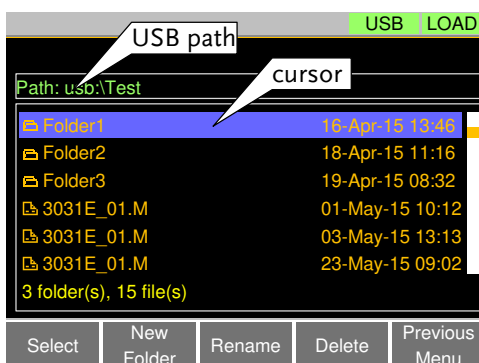 USB LOAD
USB path
cursor
Path: usb:\Test
Folder1 16-Apr-15 13:46
Folder2 18-Apr-15 11:16
Folder3 19-Apr-15 08:32
3031E_01.M 01-May-15 10:12
3031E_01.M 03-May-15 13:13
3031E_01.M 23-May-15 09:02
3 folder(s), 15 file(s)
Select New Folder Rename Delete Previous Menu